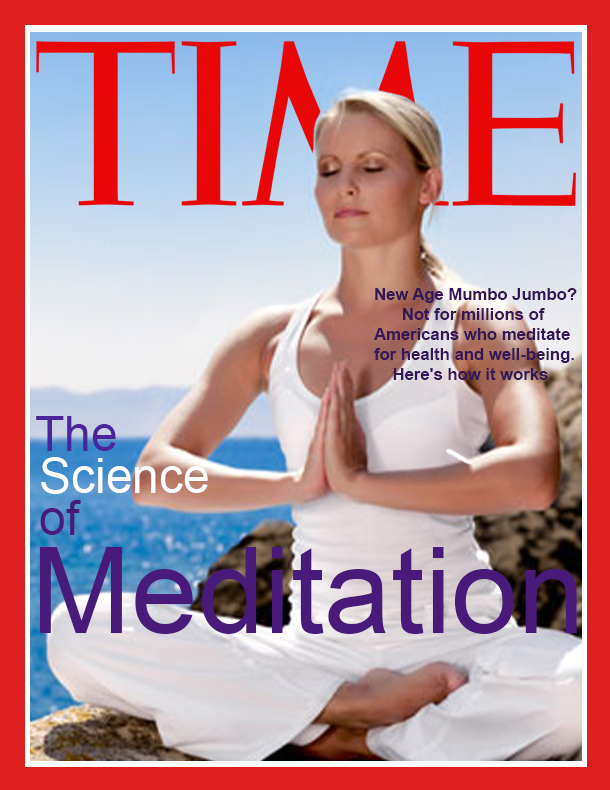 TIME
New Age Mumbo Jumbo?
Not for millions of
Americans who meditate
for health and well-being.
Here's how it works
The
Science
of
Meditation